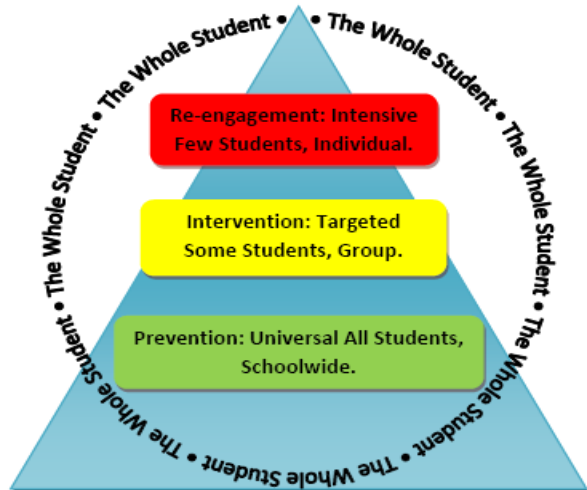 • The Whole Student • The Whole Student • The Whole Student • The Whole Student • The Whole Student • The Whole Student • The Whole Student •
Re-engagement: Intensive
Few Students, Individual.
Intervention: Targeted
Some Students, Group.
Prevention: Universal All Students,
Schoolwide.